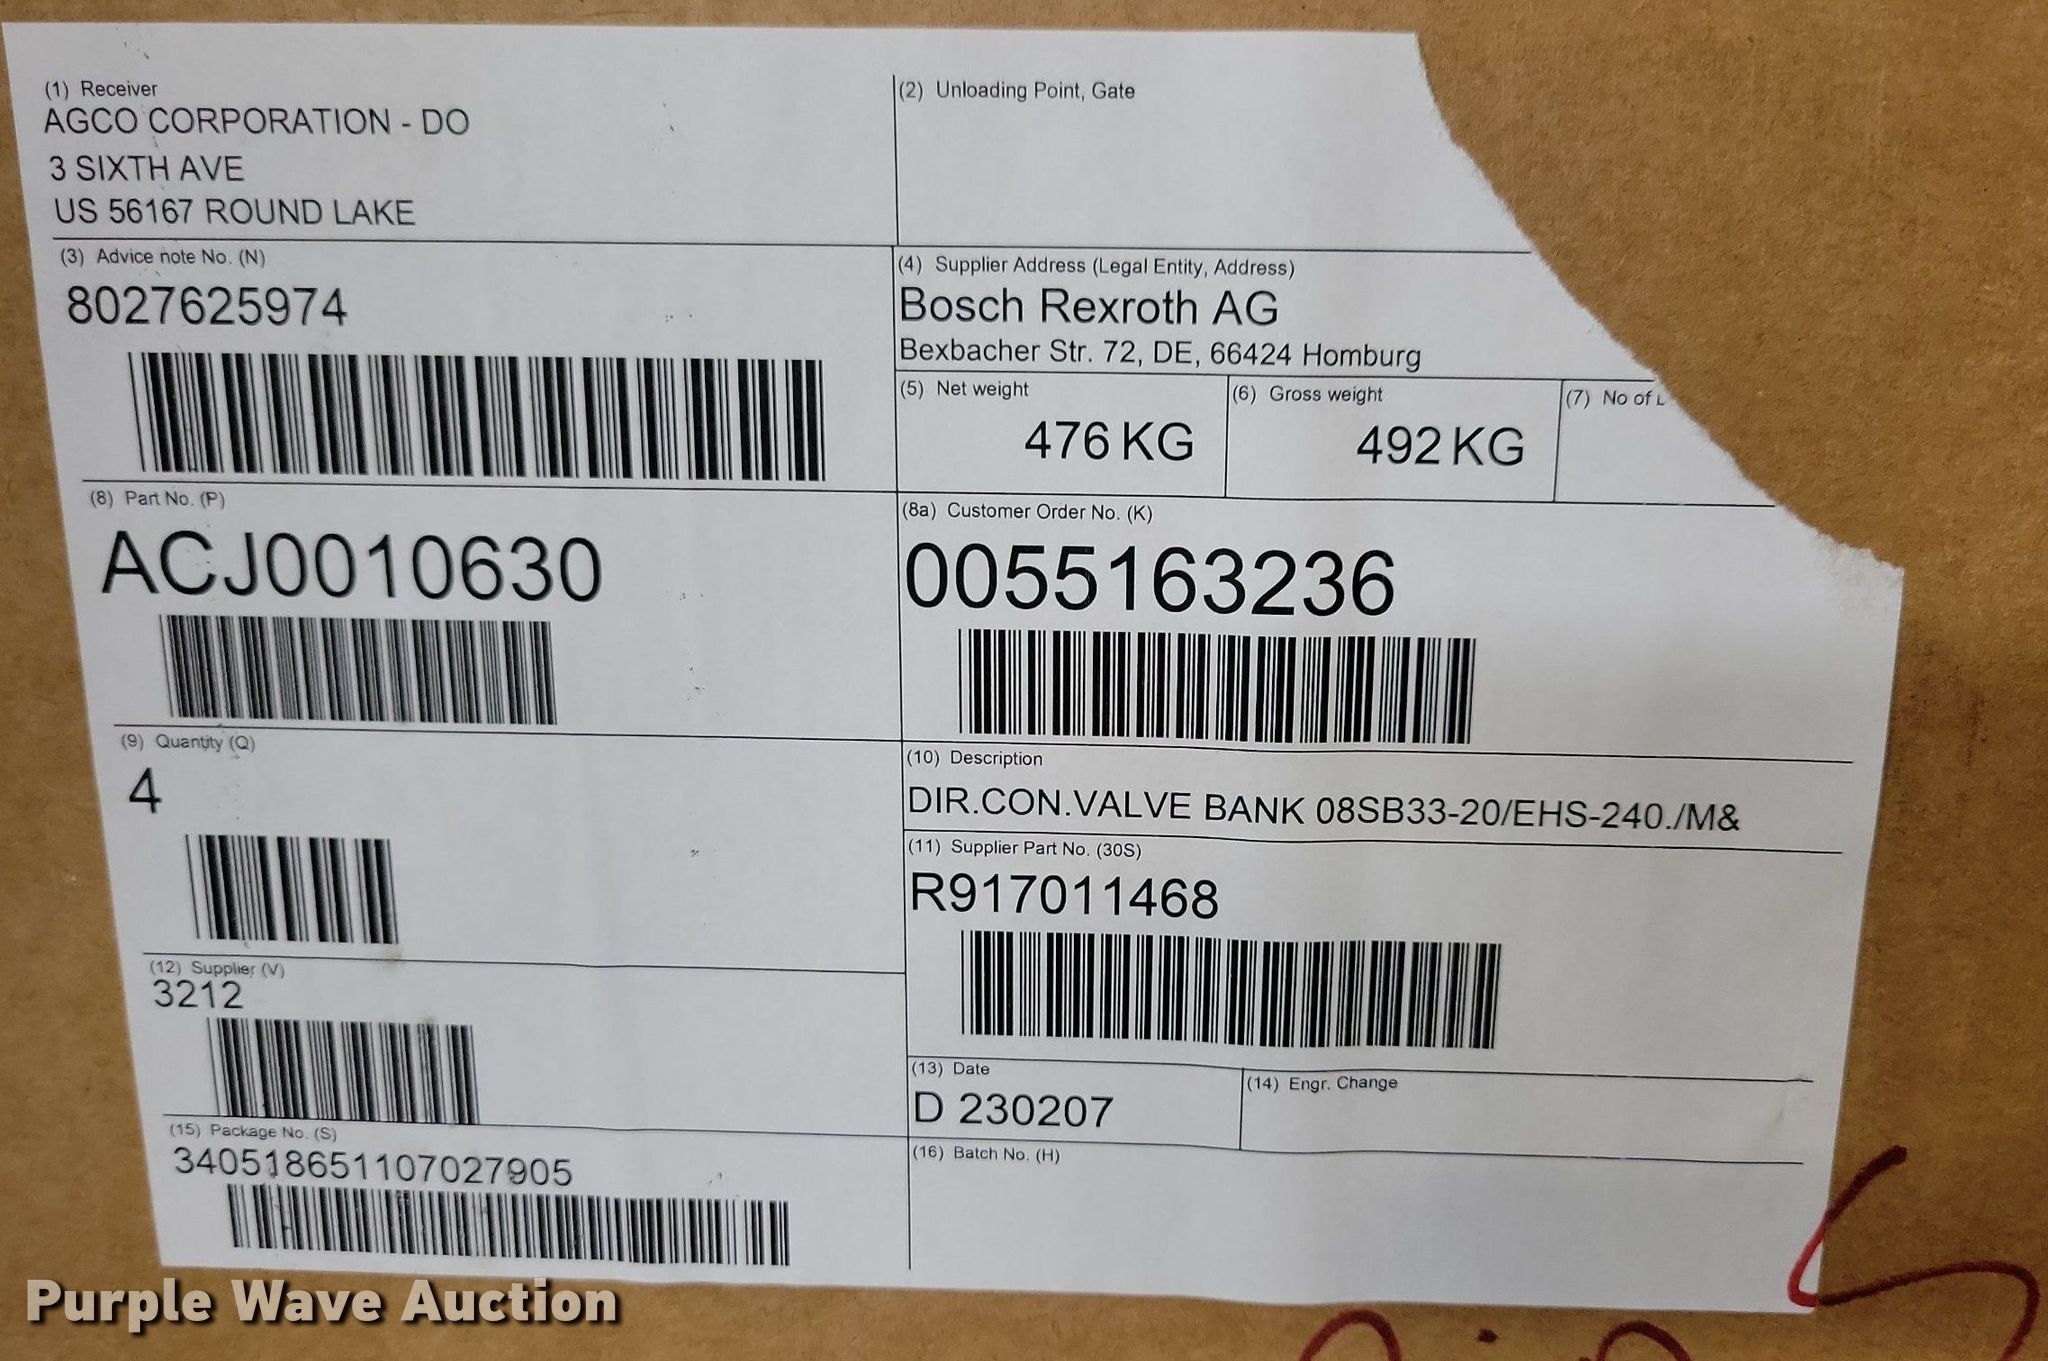 (1) Receiver
AGCO CORPORATION - DO
3 SIXTH AVE
US 56167 ROUND LAKE
(2) Unloading Point, Gate
(3) Advice note No. (N)
8027625974
(4) Supplier Address (Legal Entity, Address)
Bosch Rexroth AG
Bexbacher Str. 72, DE, 66424 Homburg
(5) Net weight
476 KG
(6) Gross weight
492 KG
(7) No of
(8) Part No. (P)
ACJ0010630
(8a) Customer Order No. (K)
0055163236
(9) Quantity (Q)
4
(10) Description
DIR.CON.VALVE BANK 08SB33-20/EHS-240./M&
(11) Supplier Part No. (30S)
R917011468
(12) Supplier (V)
3212
(13) Date
D 230207
(14) Engr. Change
(15) Package No. (S)
340518651107027905
(16) Batch No. (H)
Purple Wave Auction